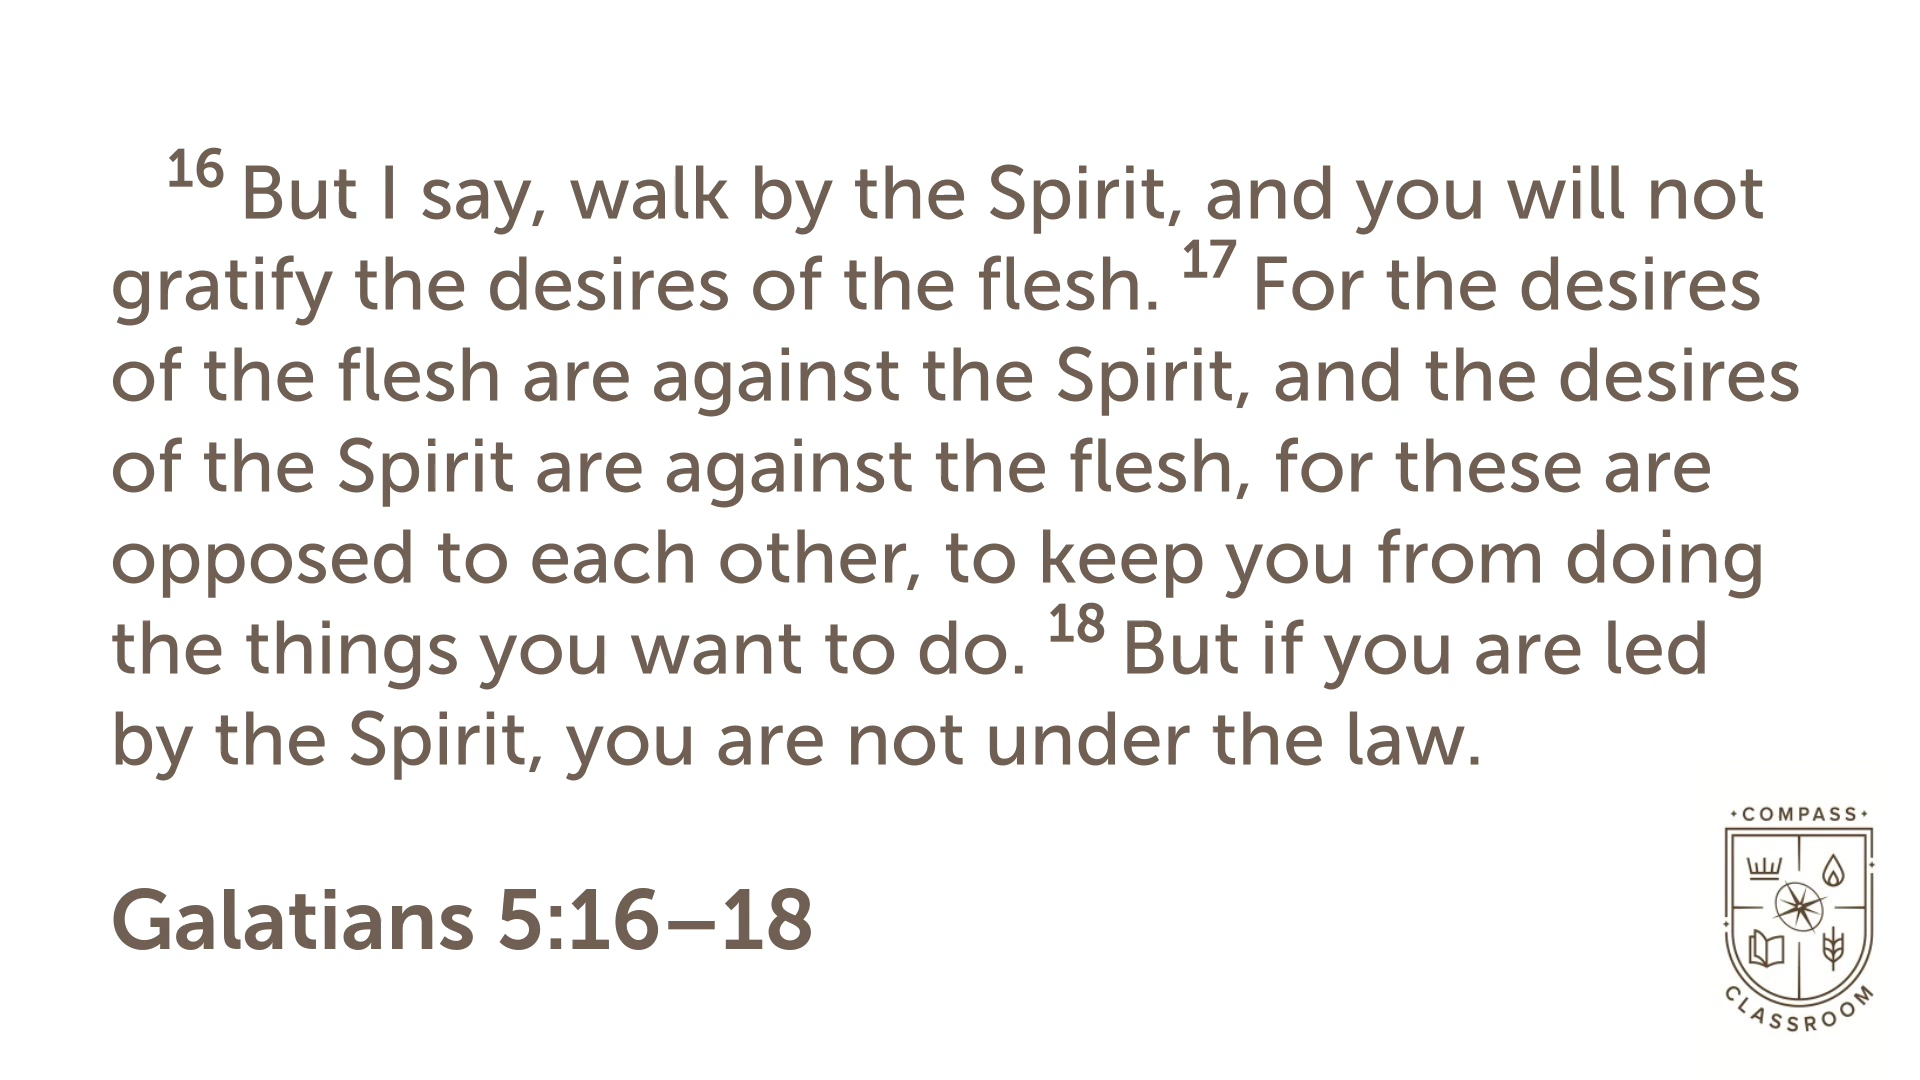 16 But I say, walk by the Spirit, and you will not
gratify the desires of the flesh. 17 For the desires
of the flesh are against the Spirit, and the desires
of the Spirit are against the flesh, for these are
opposed to each other, to keep you from doing
the things you want to do. 18 But if you are led
by the Spirit, you are not under the law.
Galatians 5:16–18
COMPASS
CLASSROOM